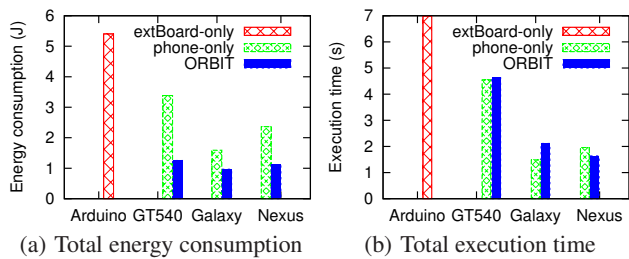 Energy consumption (J)
6
5
4
3
2
1
0
extBoard-only
phone-only
ORBIT
Arduino GT540 Galaxy Nexus
(a) Total energy consumption
Execution time (s)
7
6
5
4
3
2
1
0
extBoard-only
phone-only
ORBIT
Arduino GT540 Galaxy Nexus
(b) Total execution time